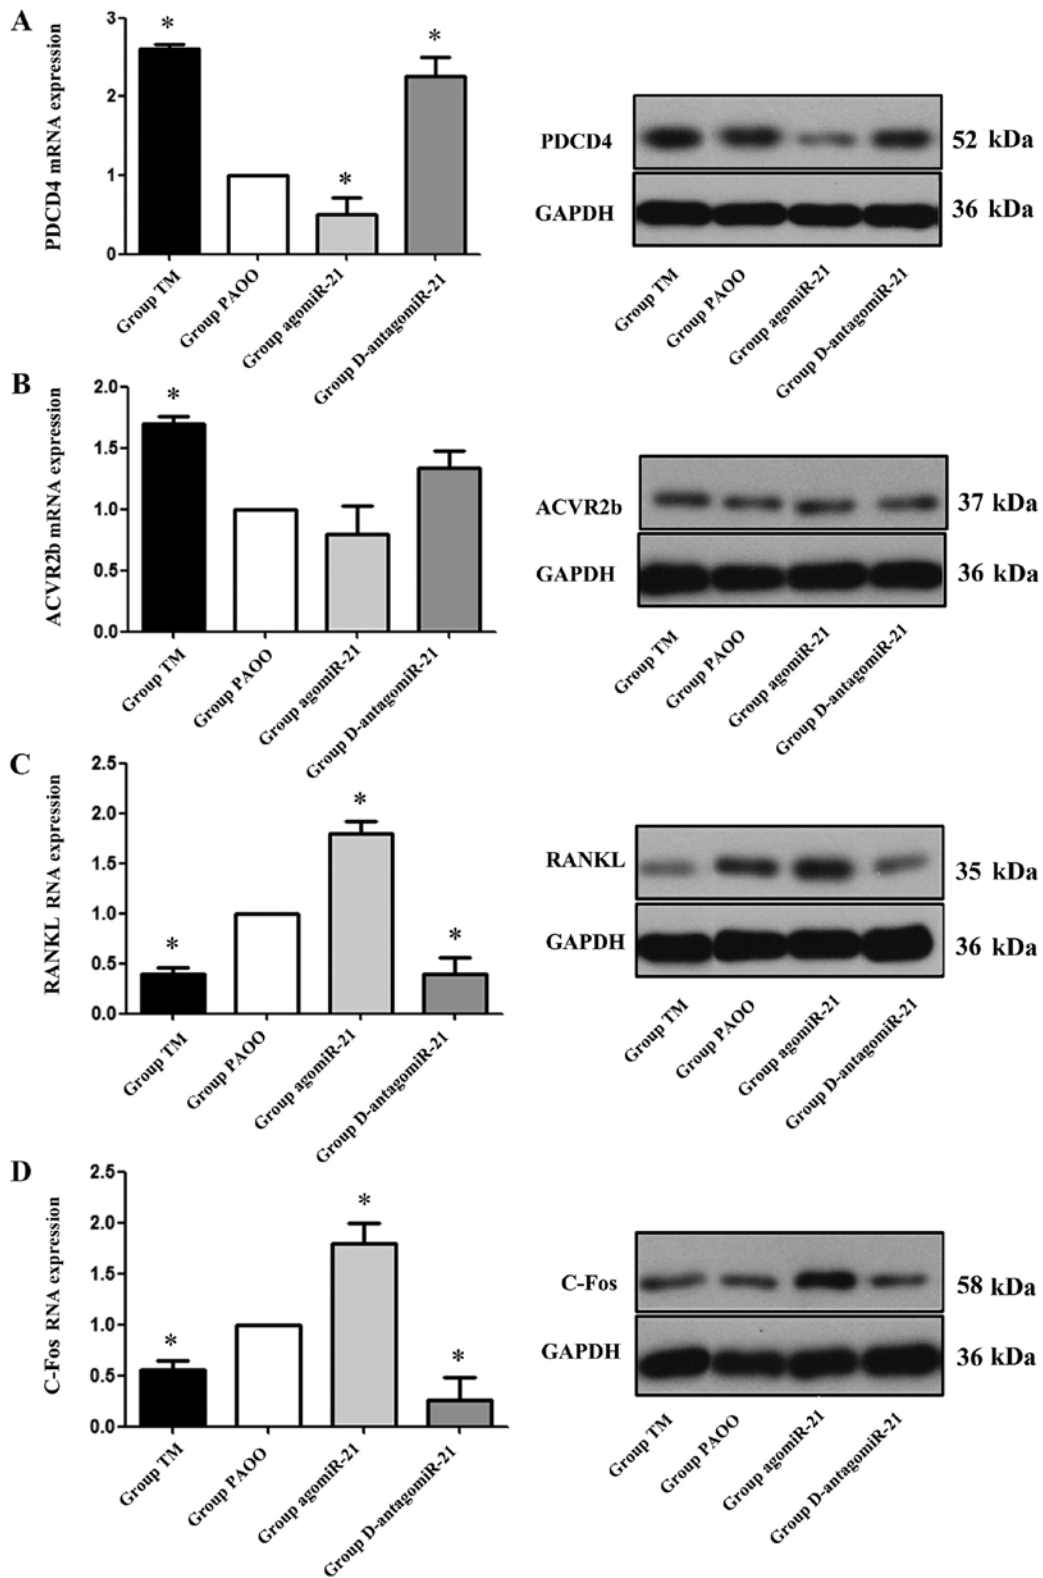 A
PDCD4 mRNA expression
3
2
1
0
*
*
*
Group TM
Group PAOO
Group agomiR-21
Group D-antagomiR-21
PDCD4
52 kDa
GAPDH
36 kDa
Group TM
Group PAOO
Group agomiR-21
Group D-antagomiR-21
B
ACVR2b mRNA expression
2.0
1.5
1.0
0.5
0.0
*
Group TM
Group PAOO
Group agomiR-21
Group D-antagomiR-21
ACVR2b
37 kDa
GAPDH
36 kDa
Group TM
Group PAOO
Group agomiR-21
Group D-antagomiR-21
C
RANKL RNA expression
2.5
2.0
1.5
1.0
0.5
0.0
*
*
*
Group TM
Group PAOO
Group agomiR-21
Group D-antagomiR-21
RANKL
35 kDa
GAPDH
36 kDa
Group TM
Group PAOO
Group agomiR-21
Group D-antagomiR-21
D
C-Fos RNA expression
2.5
2.0
1.5
1.0
0.5
0.0
*
*
*
Group TM
Group PAOO
Group agomiR-21
Group D-antagomiR-21
C-Fos
58 kDa
GAPDH
36 kDa
Group TM
Group PAOO
Group agomiR-21
Group D-antagomiR-21